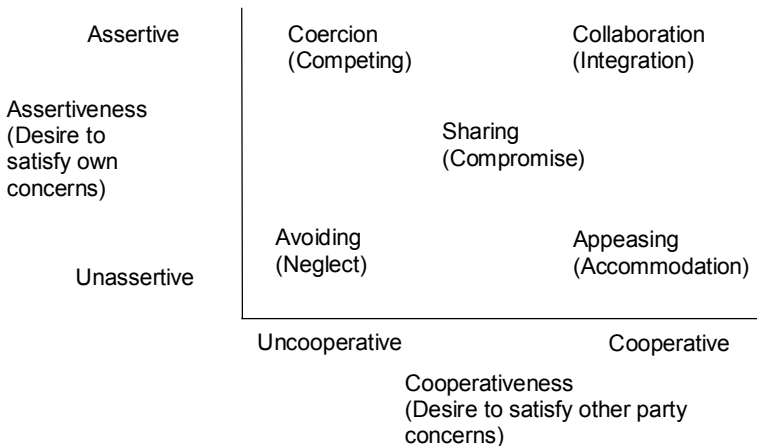 Assertive
Coercion
(Competing)
Collaboration
(Integration)
Assertiveness
(Desire to
satisfy own
concerns)
Sharing
(Compromise)
Avoiding
(Neglect)
Appeasing
(Accommodation)
Unassertive
Uncooperative
Cooperative
Cooperativeness
(Desire to satisfy other party
concerns)